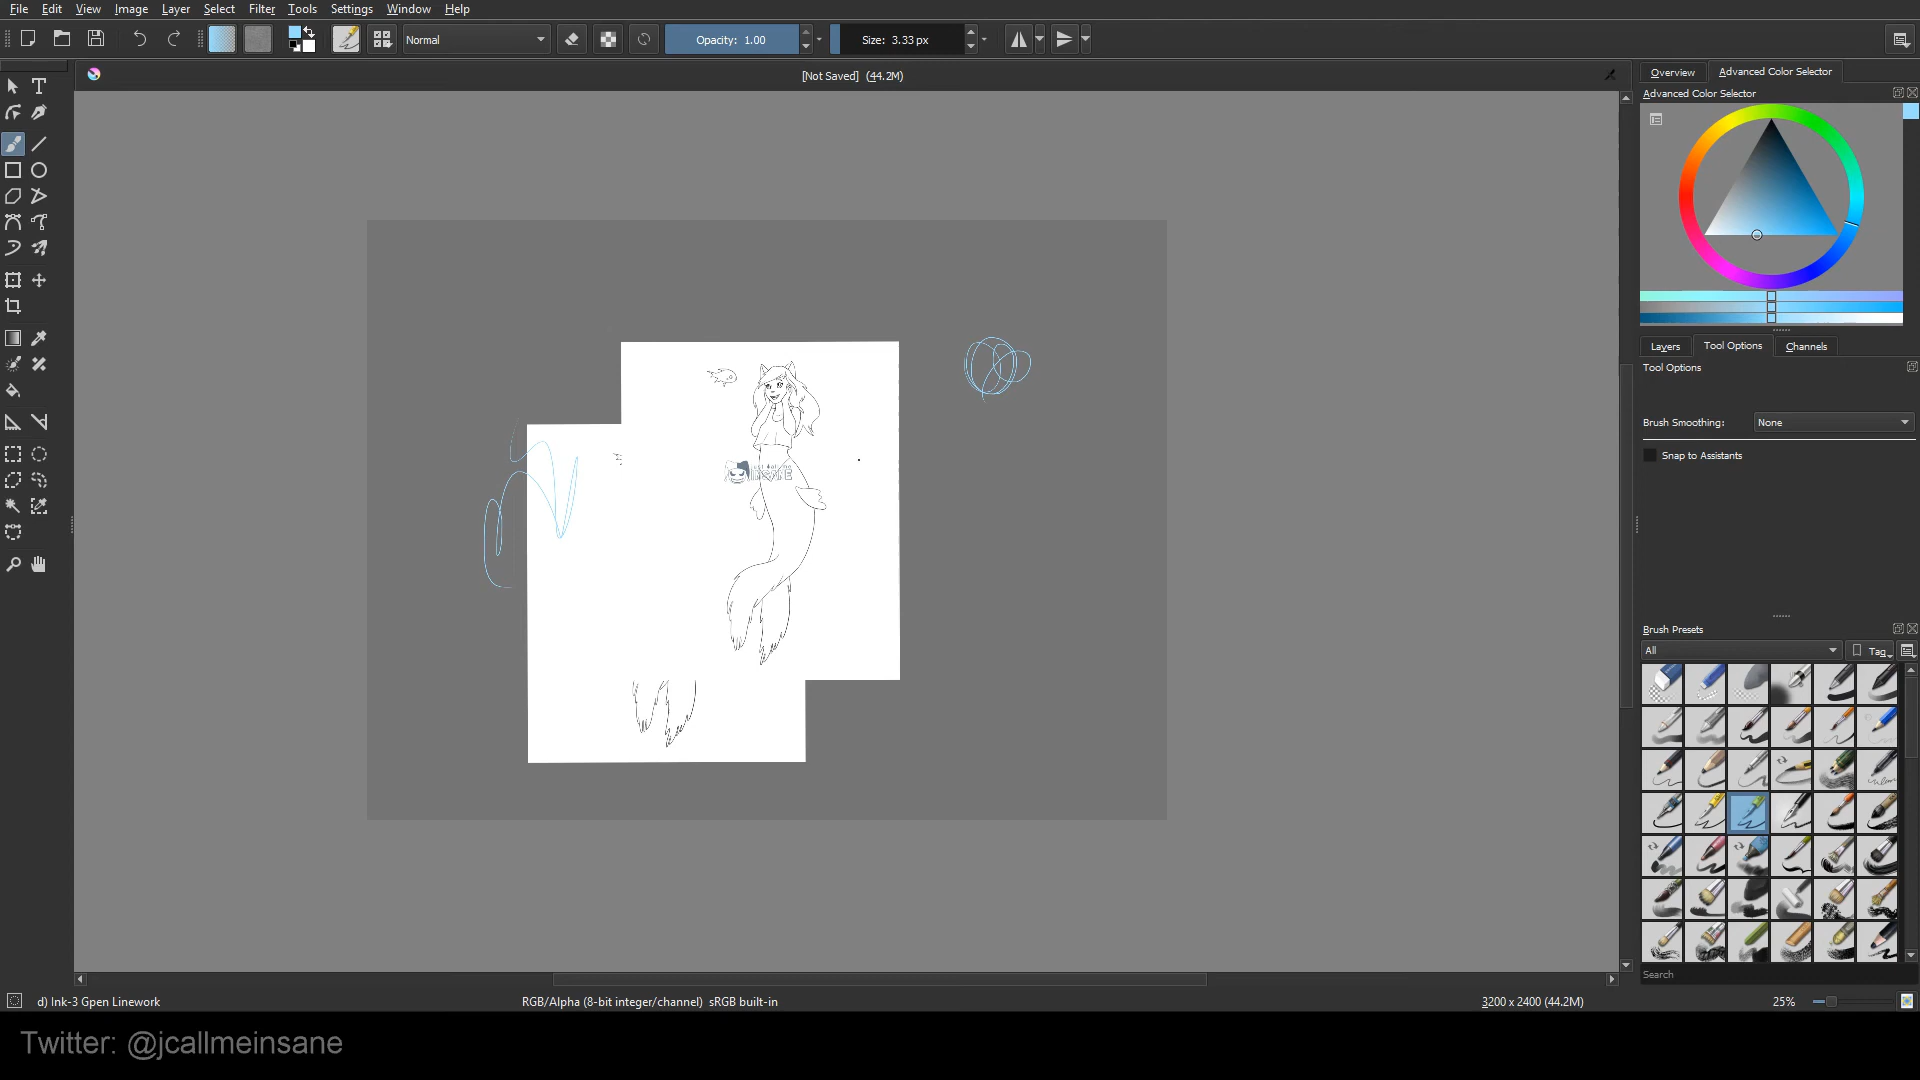 File Edit View Image Layer Select Filter Tools Settings Window Help
Normal
Opacity: 1.00
Size: 3.33 px
[Not Saved] (44.2M)
Overview
Advanced Color Selector
Advanced Color Selector
Layers
Tool Options
Channels
Tool Options
Brush Smoothing:
None
Snap to Assistants
Brush Presets
All
Tag
Search
d) Ink-3 Gpen Linework
RGB/Alpha (8-bit integer/channel) sRGB built-in
3200 x 2400 (44.2M)
25%
Twitter: @jcallmeinsane